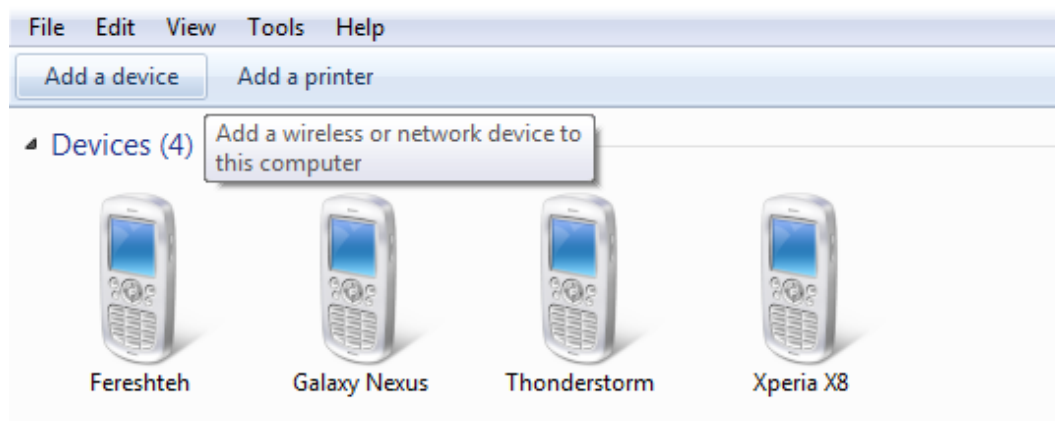 File Edit View Tools Help
Add a device Add a printer
Devices (4)
Add a wireless or network device to
this computer
Fereshteh Galaxy Nexus Thonderstorm Xperia X8